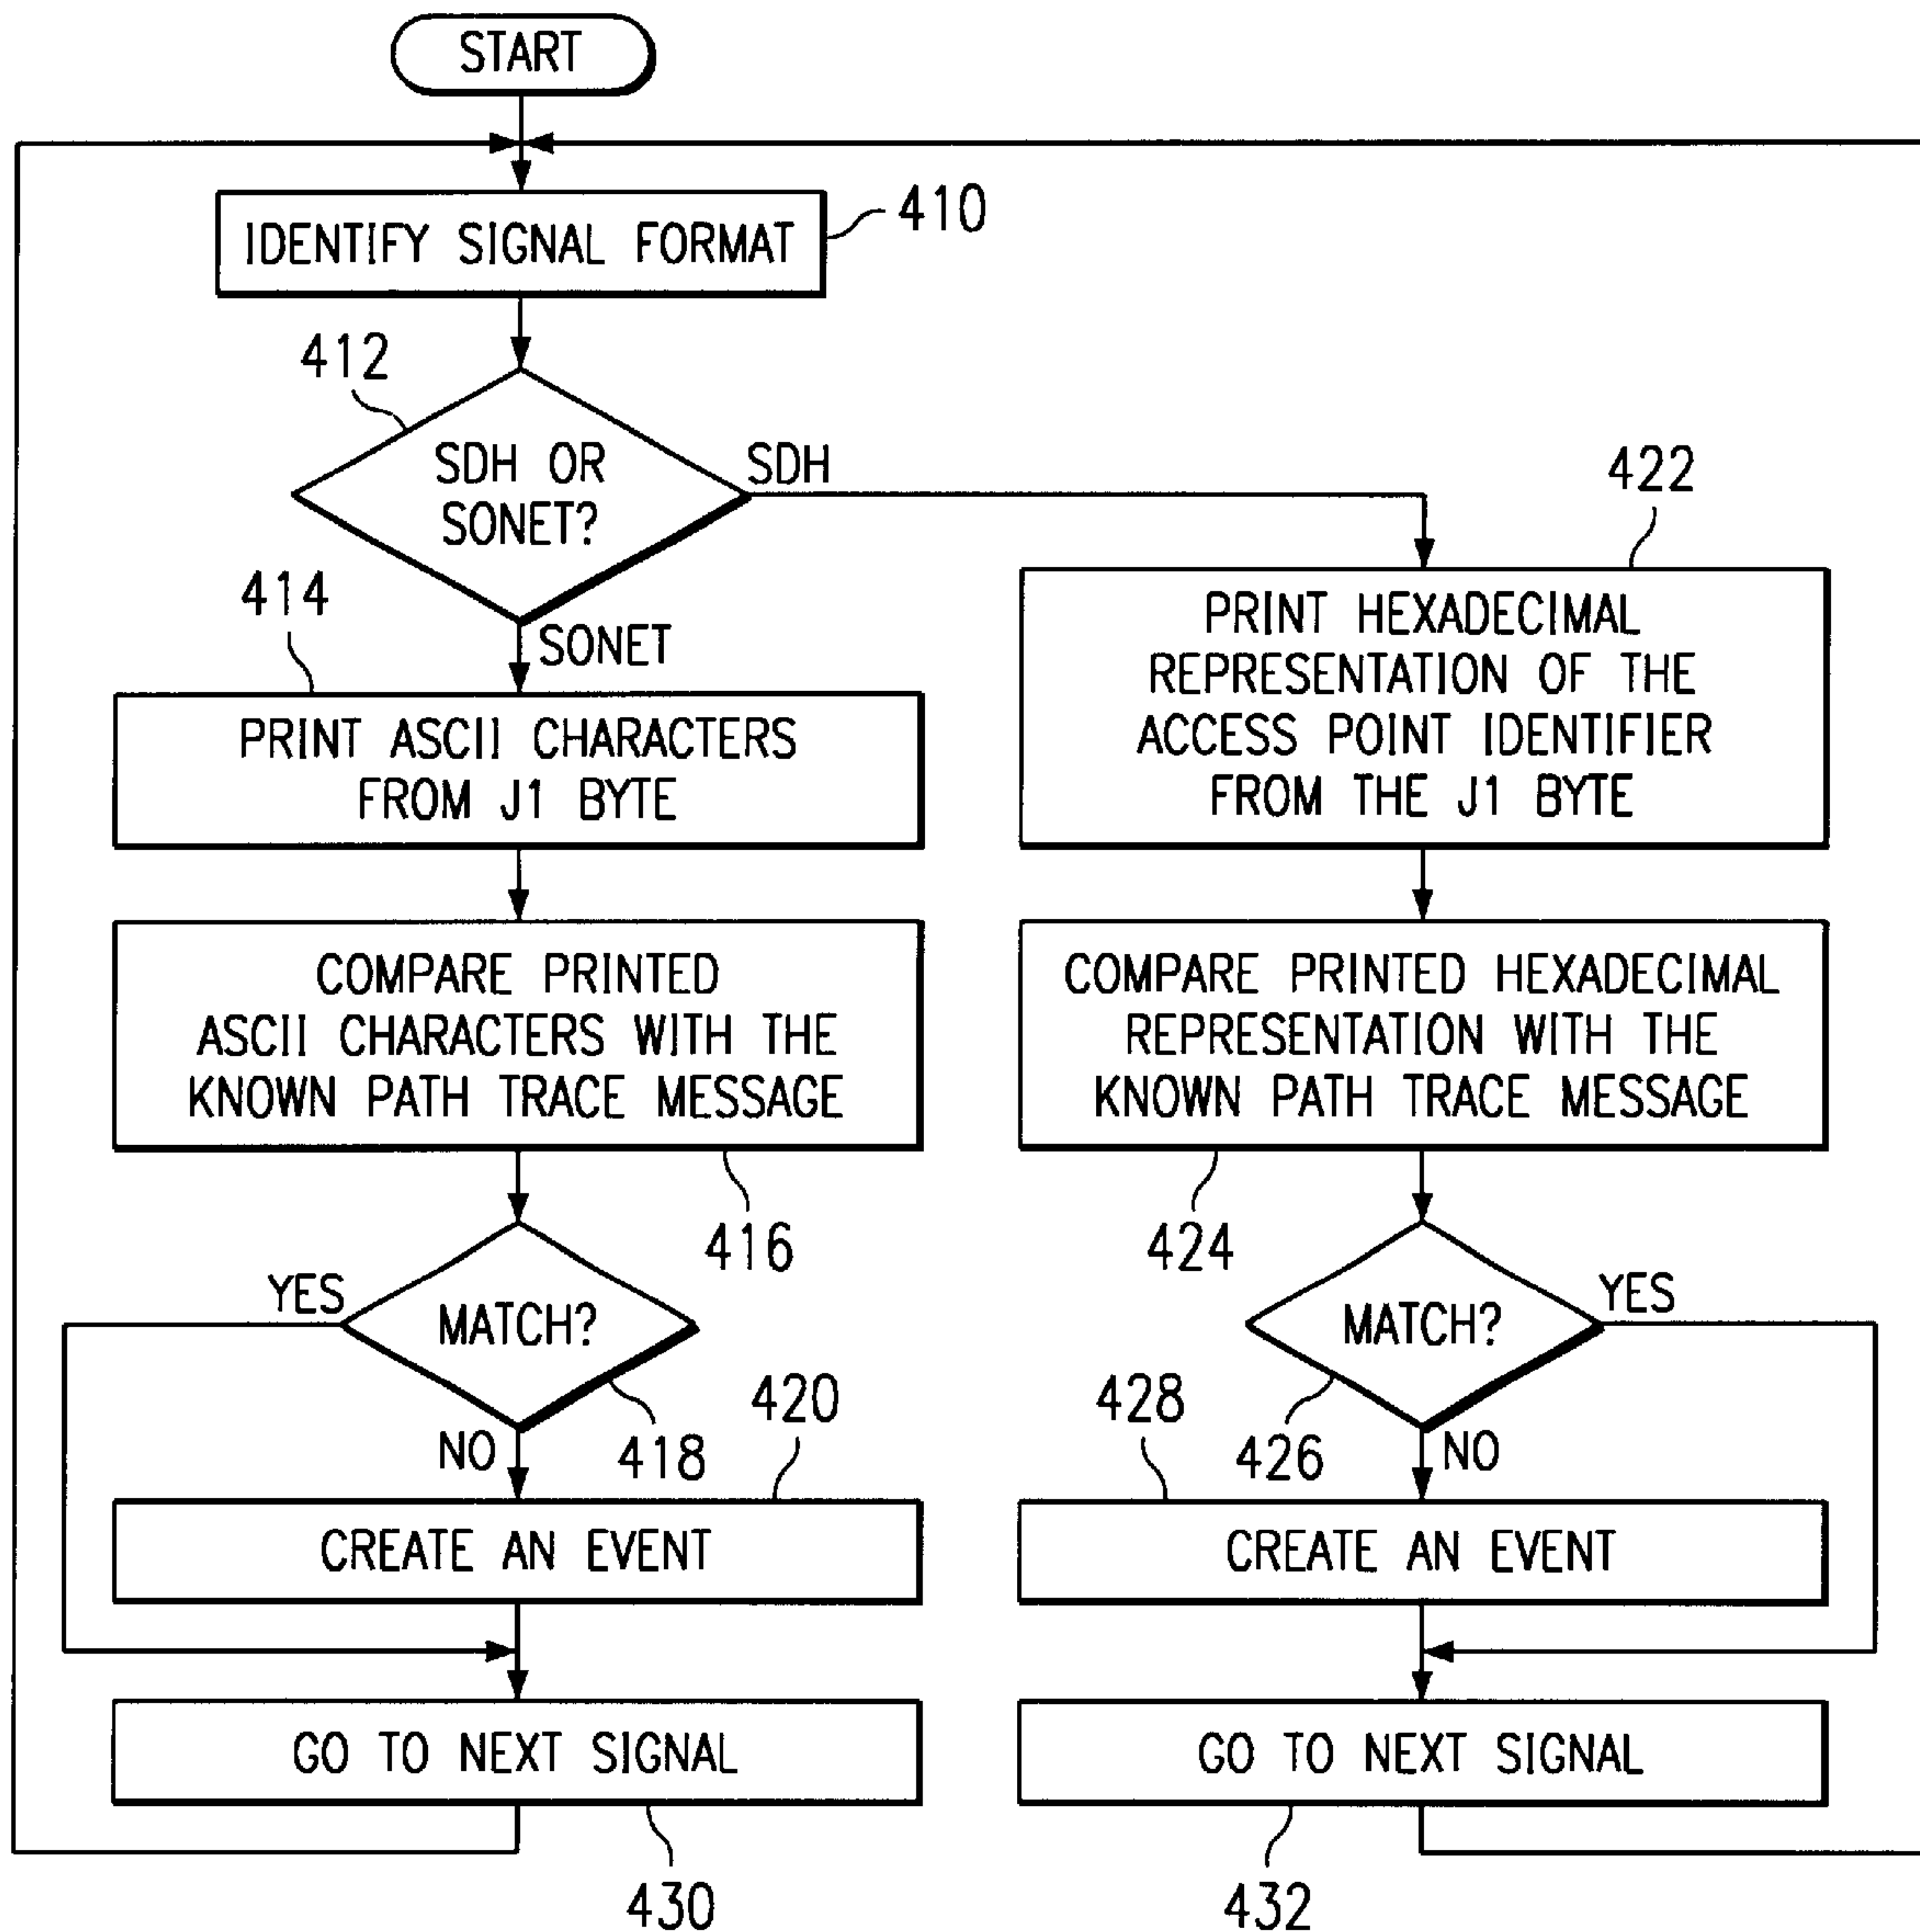 START
IDENTIFY SIGNAL FORMAT
410
412
SDH OR
SONET?
SDH
SONET
414
PRINT ASCII CHARACTERS
FROM J1 BYTE
COMPARE PRINTED
ASCII CHARACTERS WITH THE
KNOWN PATH TRACE MESSAGE
416
YES
MATCH?
418
NO
420
CREATE AN EVENT
GO TO NEXT SIGNAL
430
422
PRINT HEXADECIMAL
REPRESENTATION OF THE
ACCESS POINT IDENTIFIER
FROM THE J1 BYTE
COMPARE PRINTED HEXADECIMAL
REPRESENTATION WITH THE
KNOWN PATH TRACE MESSAGE
424
MATCH?
YES
426
NO
428
CREATE AN EVENT
GO TO NEXT SIGNAL
432